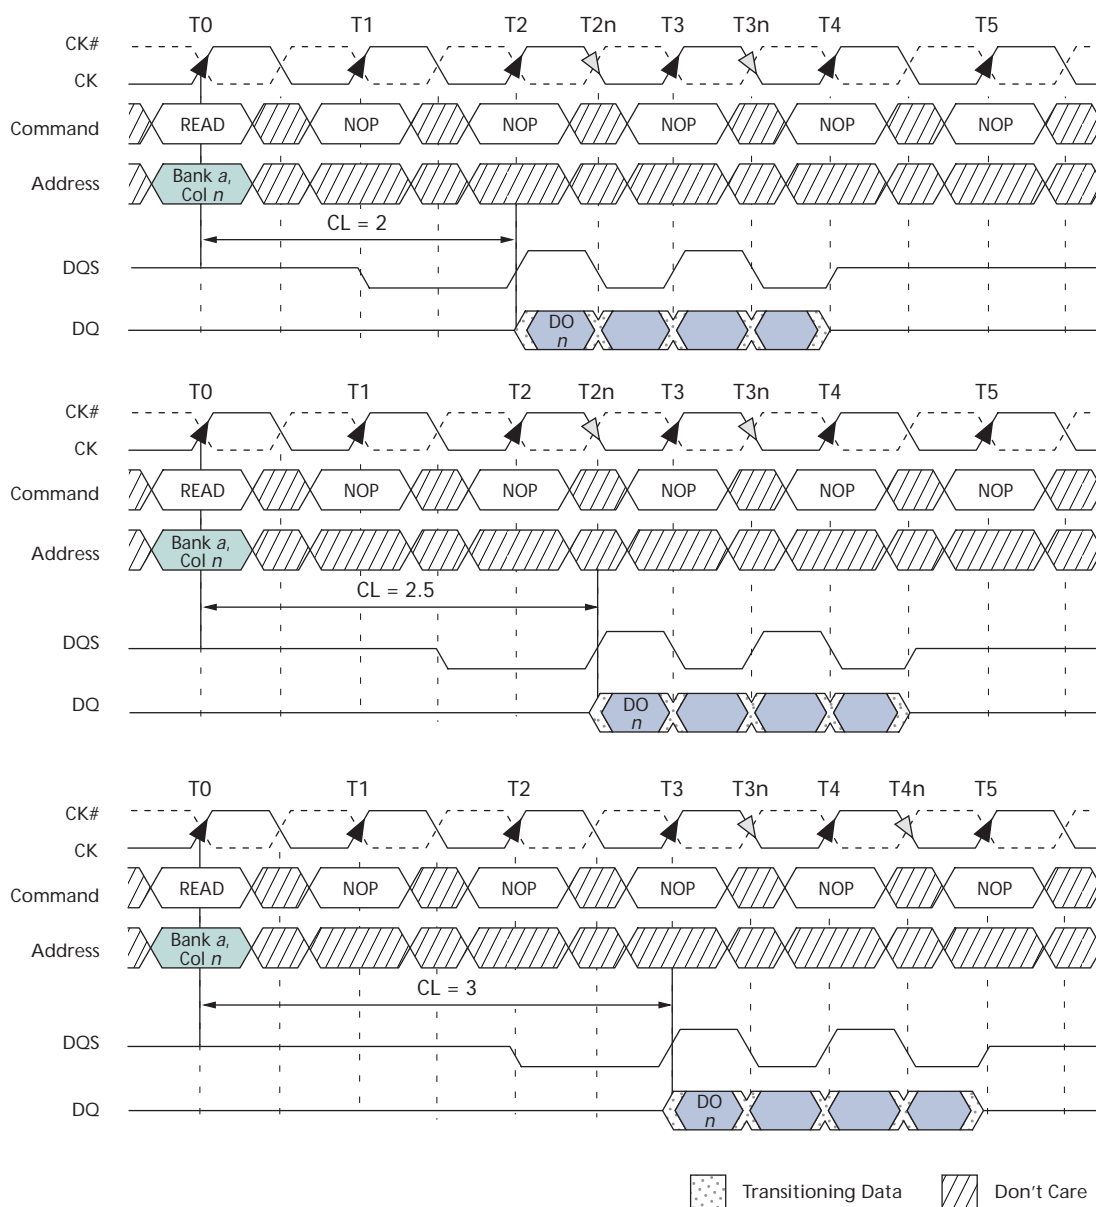 T0 T1 T2 T2n T3 T3n T4 T5
CK#
CK
Command READ NOP NOP NOP NOP NOP
Address Bank a,
Col n
CL = 2
DQS
DQ DO
n
T0 T1 T2 T2n T3 T3n T4 T5
CK#
CK
Command READ NOP NOP NOP NOP NOP
Address Bank a,
Col n
CL = 2.5
DQS
DQ DO
n
T0 T1 T2 T3 T3n T4 T4n T5
CK#
CK
Command READ NOP NOP NOP NOP NOP
Address Bank a,
Col n
CL = 3
DQS
DQ DO
n
Transitioning Data Don't Care